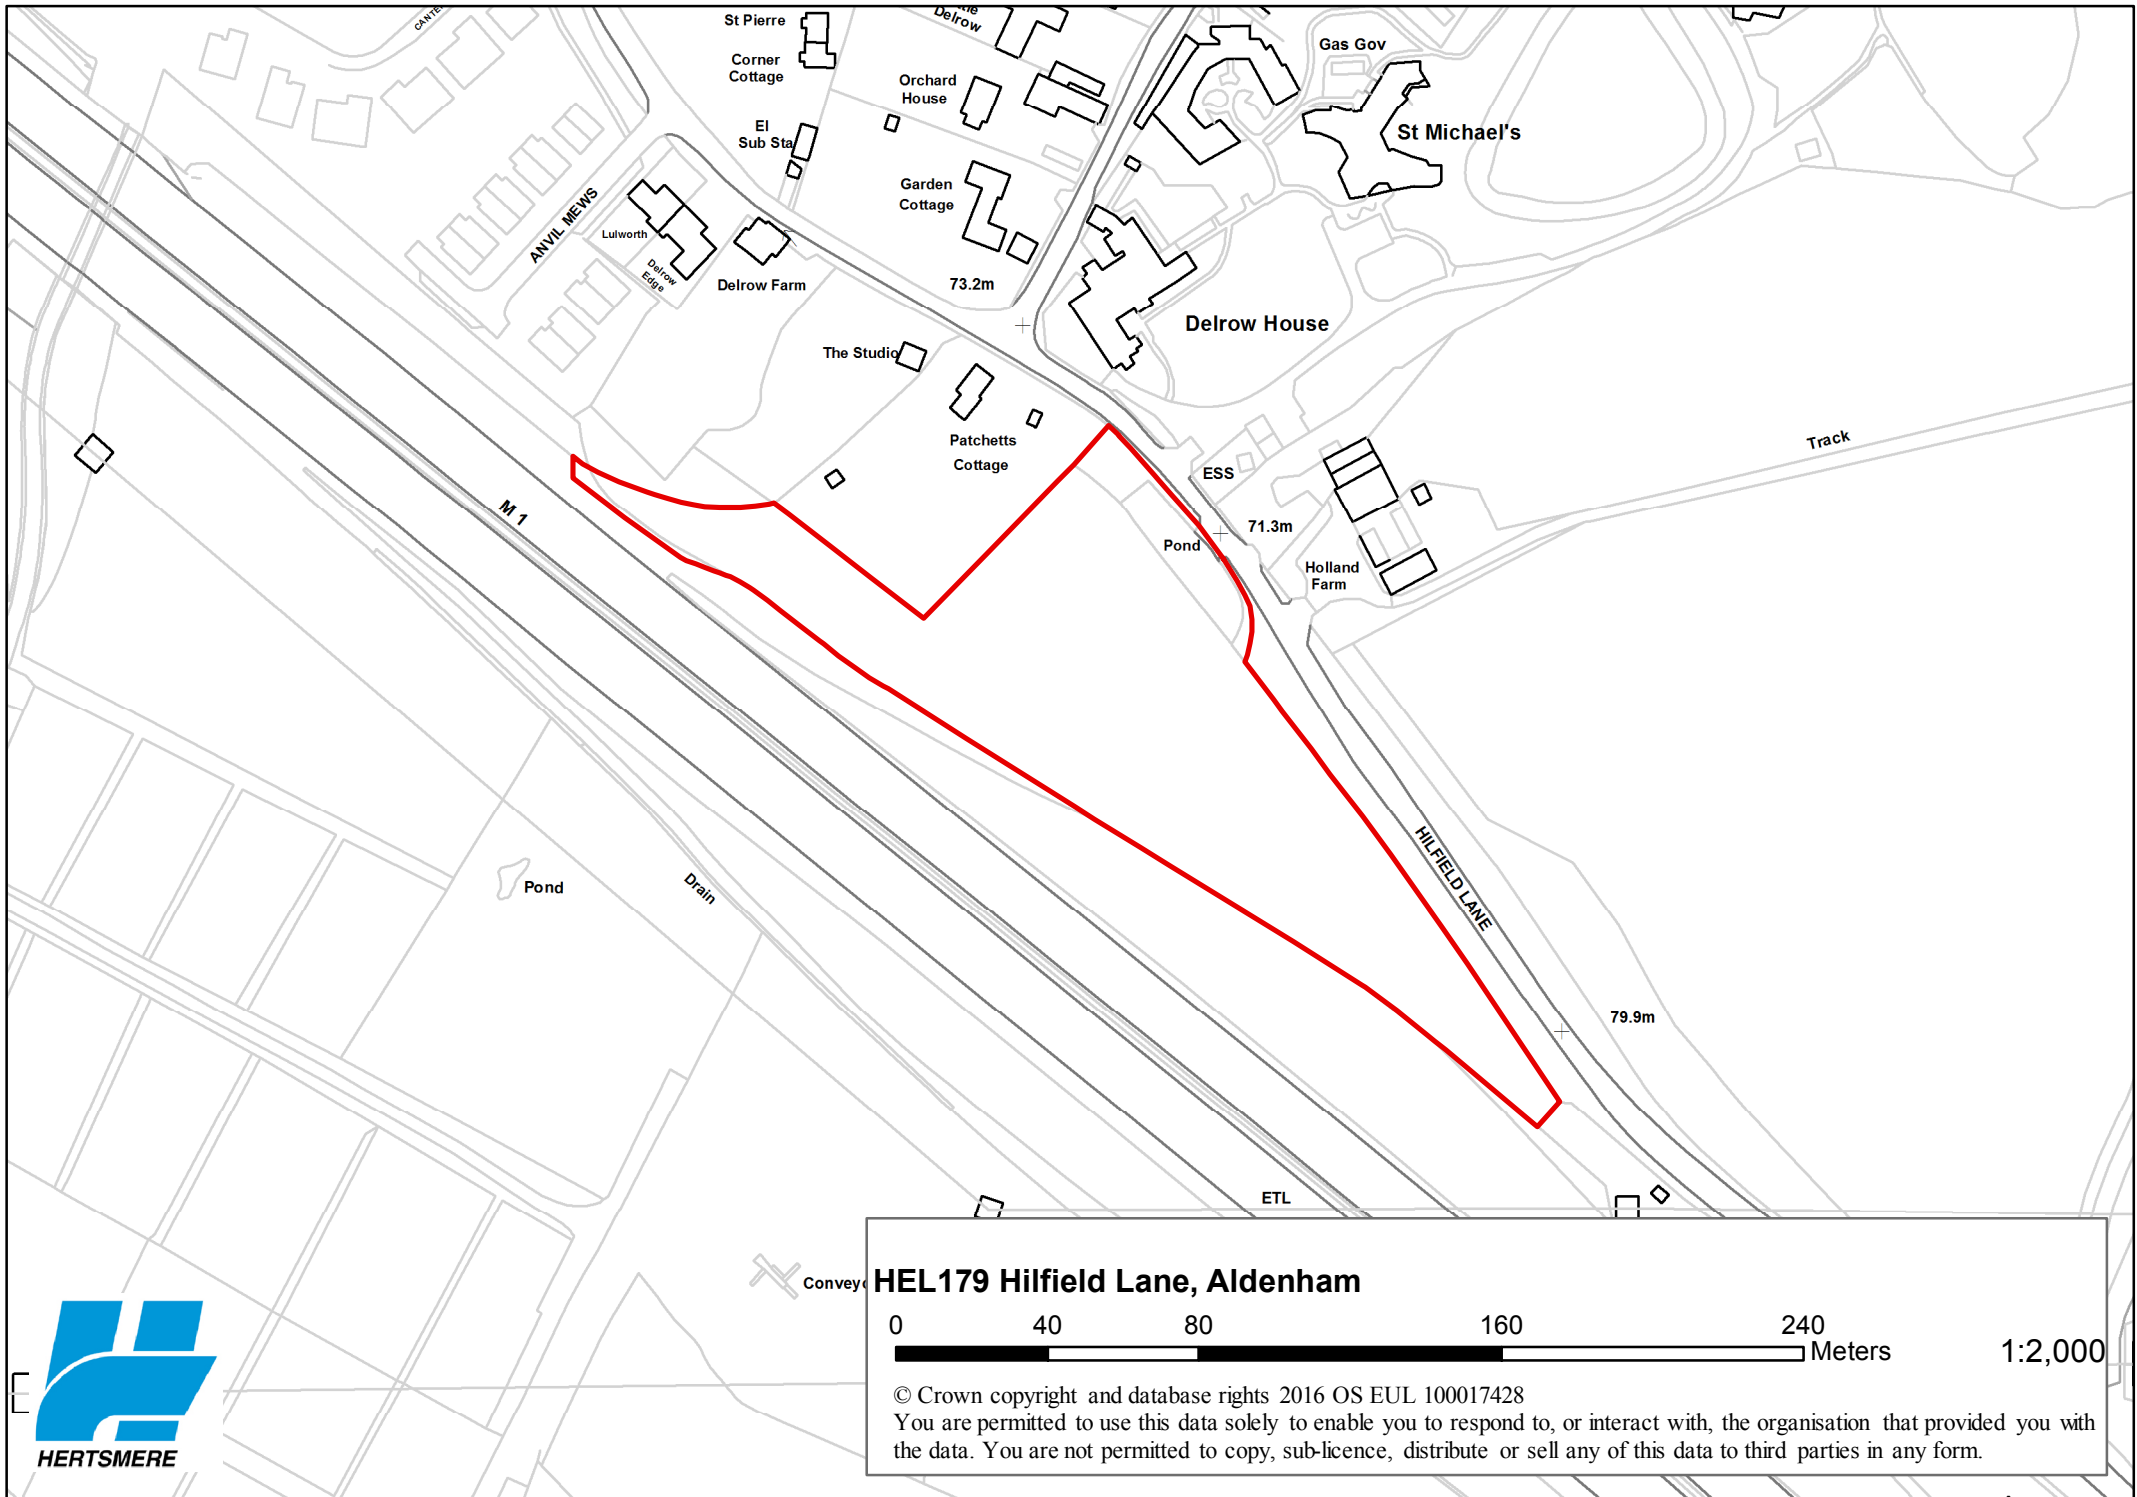 St Pierre
Corner
Cottage
Delrow
Gas Gov
Orchard
House
El
Sub Sta
St Michael's
Garden
Cottage
ANVIL MEWS
Lulworth
Delrow
Edge
Delrow Farm
73.2m
Delrow House
The Studio
Patchetts
Cottage
Track
ESS
M 1
71.3m
Pond
Holland
Farm
HILFIELD LANE
Pond
Drain
79.9m
ETL
HEL179 Hilfield Lane, Aldenham
0 40 80 160 240
Meters
1:2,000
© Crown copyright and database rights 2016 OS EUL 100017428
You are permitted to use this data solely to enable you to respond to, or interact with, the organisation that provided you with
the data. You are not permitted to copy, sub-licence, distribute or sell any of this data to third parties in any form.
HERTSMERE